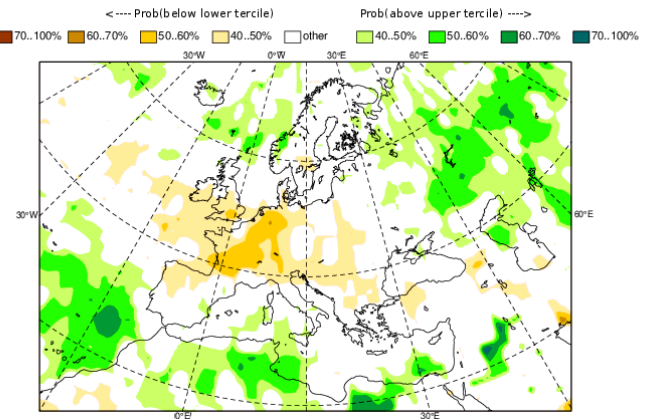 <---- Prob(below lower tercile) Prob(above upper tercile) ---->
70..100% 60..70% 50..60% 40..50% other 40..50% 50..60% 60..70% 70..100%
30°W 0°W 30°E 60°E
30°W 60°E
0°E 30°E